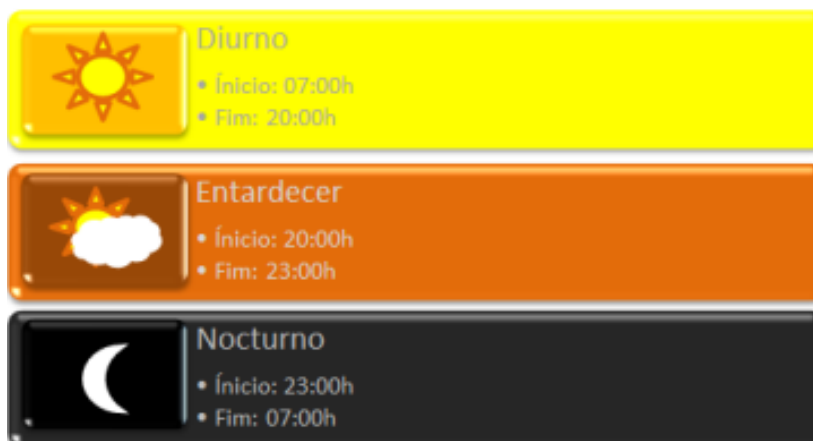 Diurno
• Ínicio: 07:00h
• Fim: 20:00h
Entardecer
• Ínicio: 20:00h
• Fim: 23:00h
Nocturno
• Ínicio: 23:00h
• Fim: 07:00h